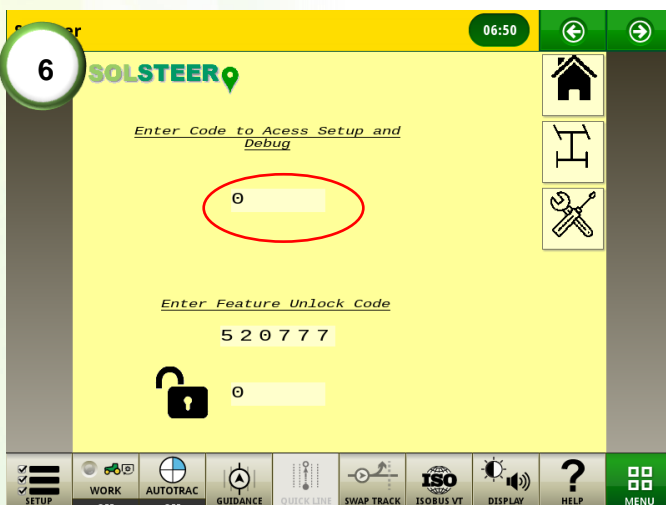 06:50
6
SOLSTEER
Enter Code to Acess Setup and
Debug
0
Enter Feature Unlock Code
520777
0
SETUP
WORK
AUTOTRAC
GUIDANCE
QUICK LINE
SWAP TRACK
ISO
ISOBUS VT
DISPLAY
?
HELP
MENU